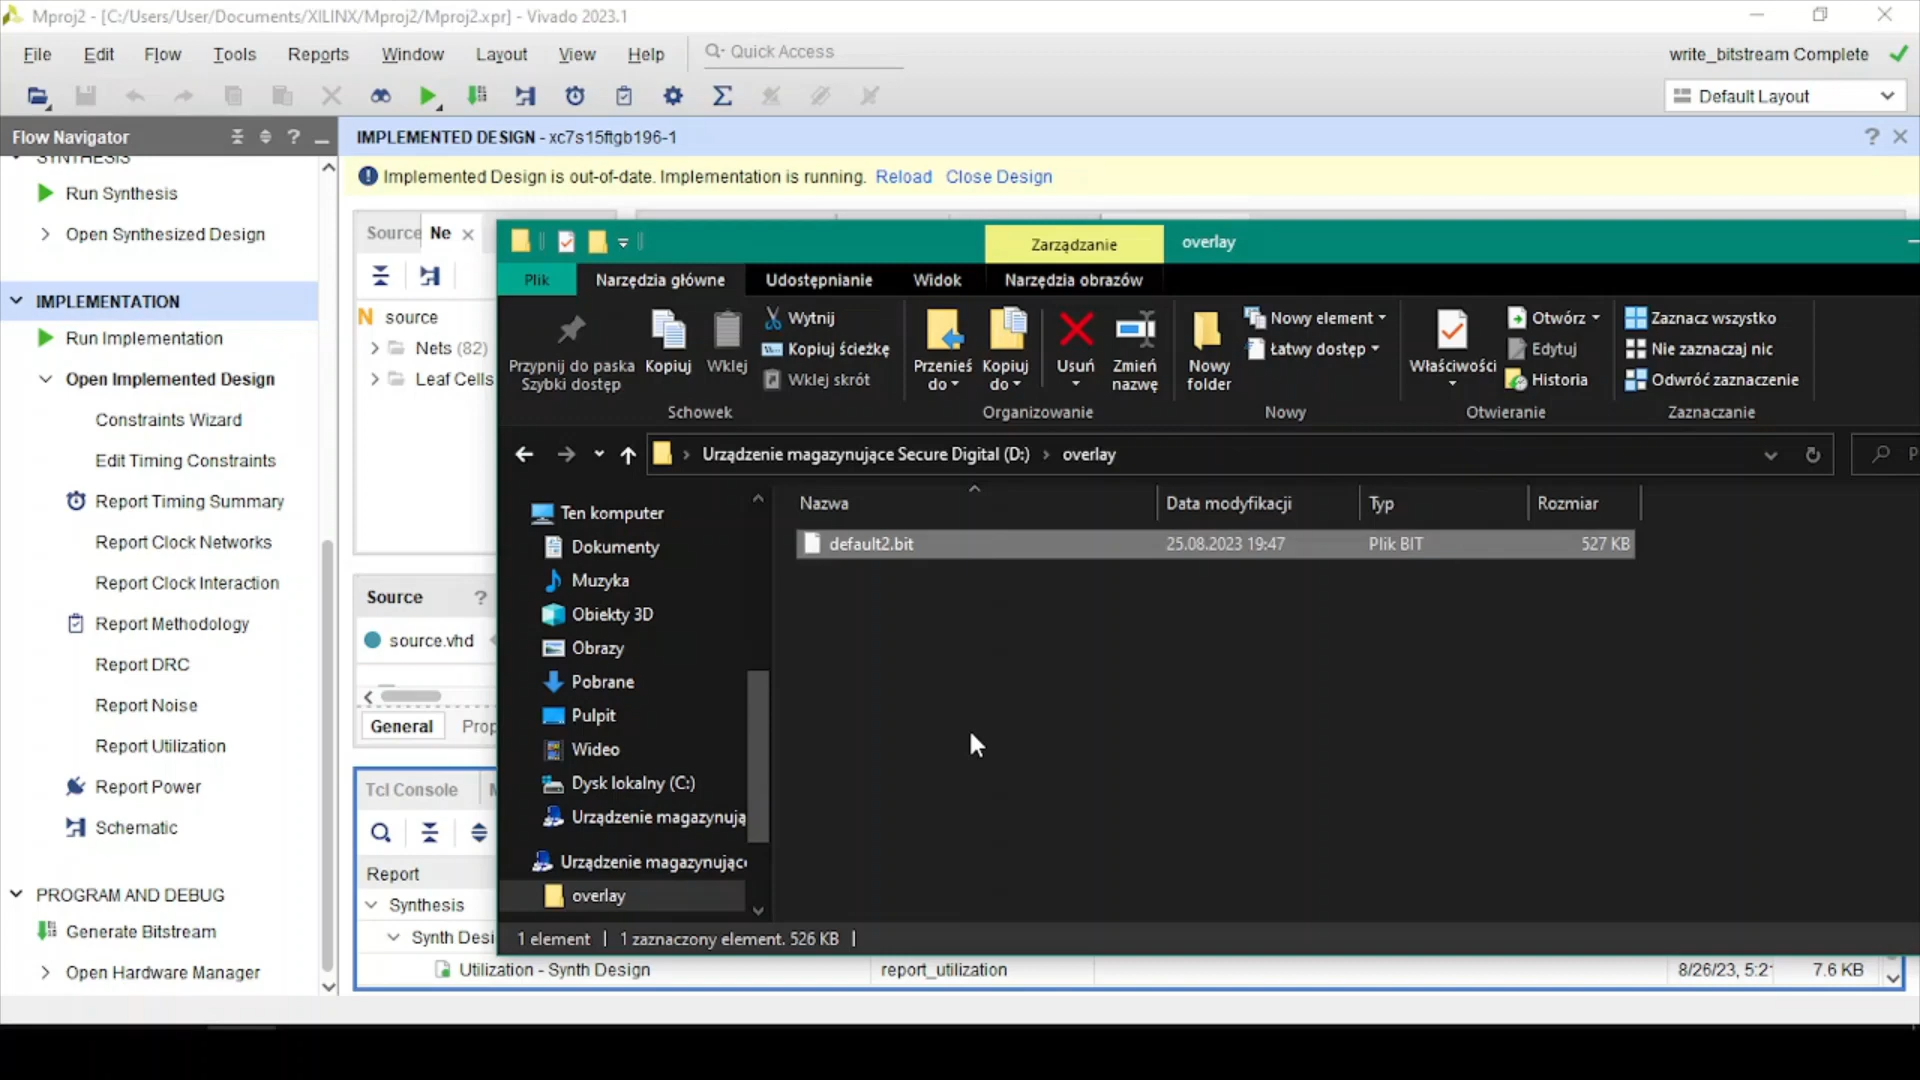 Mproj2 - [C:/Users/User/Documents/XILINX/Mproj2/Mproj2.xpr] - Vivado 2023.1
File Edit Flow Tools Reports Window Layout View Help Quick Access write_bitstream Complete
Default Layout
Flow Navigator
IMPLEMENTED DESIGN - xc7s15ftgb196-1
SYNTHESIS
Implemented Design is out-of-date. Implementation is running. Reload Close Design
Run Synthesis
Open Synthesized Design
IMPLEMENTATION
Run Implementation
Open Implemented Design
Constraints Wizard
Edit Timing Constraints
Report Timing Summary
Report Clock Networks
Report Clock Interaction
Report Methodology
Report DRC
Report Noise
Report Utilization
Report Power
Schematic
PROGRAM AND DEBUG
Generate Bitstream
Open Hardware Manager
Source Ne
N source
Nets (82)
Leaf Cells
Source ?
source.vhd
General Prop
Tcl Console
Report
Synthesis
Synth Desi
Utilization - Synth Design report_utilization 8/26/23, 5:2 7.6 KB
Zarządzanie overlay
Plik Narzędzia główne Udostępnianie Widok Narzędzia obrazów
Przypnij do paska
Szybki dostęp
Kopiuj
Wklej
Wytnij
Kopiuj ścieżkę
Wklej skrót
Schowek
Przenieś
do
Kopiuj
do
Usuń
Zmień
nazwę
Organizowanie
Nowy
folder
Nowy element
Łatwy dostęp
Nowy
Właściwości
Otwórz
Edytuj
Historia
Otwieranie
Zaznacz wszystko
Nie zaznaczaj nic
Odwróć zaznaczenie
Zaznaczanie
Urządzenie magazynujące Secure Digital (D:) › overlay P
Ten komputer
Dokumenty
Muzyka
Obiekty 3D
Obrazy
Pobrane
Pulpit
Wideo
Dysk lokalny (C:)
Urządzenie magazynują
Urządzenie magazynując
overlay
Nazwa Data modyfikacji Typ Rozmiar
default2.bit 25.08.2023 19:47 Plik BIT 527 KB
1 element 1 zaznaczony element. 526 KB